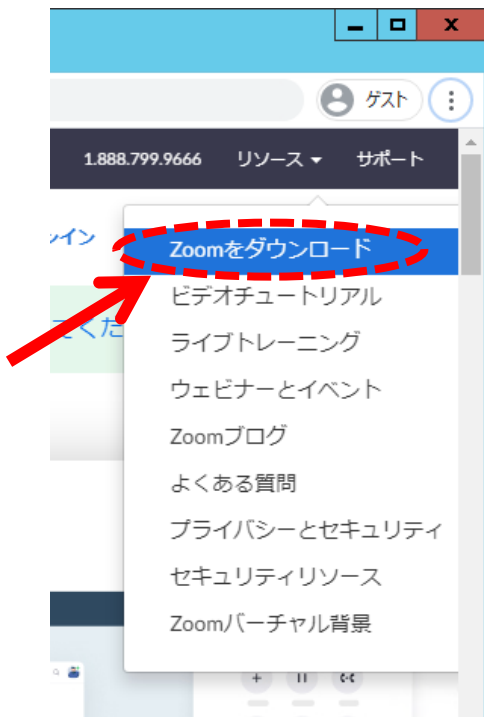 ゲスト
1.888.799.9666 リソース サポート
イン
Zoomをダウンロード
ビデオチュートリアル
てくだ
ライブトレーニング
ウェビナーとイベント
Zoomブログ
よくある質問
プライバシーとセキュリティ
セキュリティリソース
Zoomバーチャル背景